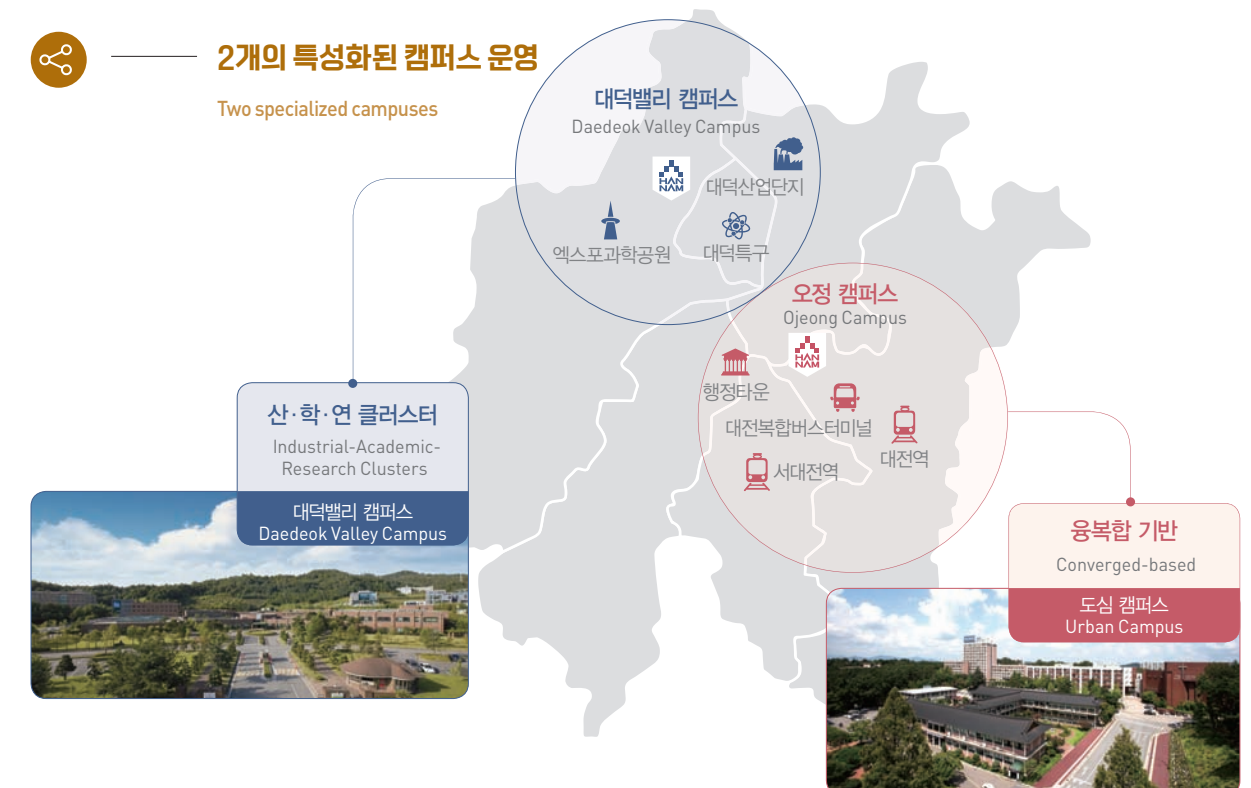 2개의 특성화된 캠퍼스 운영
Two specialized campuses
대덕밸리 캠퍼스
Daedeok Valley Campus
HAN
NAM
대덕산업단지
엑스포과학공원
대덕특구
오정 캠퍼스
Ojeong Campus
HAN
NAM
행정타운
대전복합버스터미널
대전역
서대전역
산·학·연 클러스터
Industrial-Academic-
Research Clusters
대덕밸리 캠퍼스
Daedeok Valley Campus
융복합 기반
Converged-based
도심 캠퍼스
Urban Campus